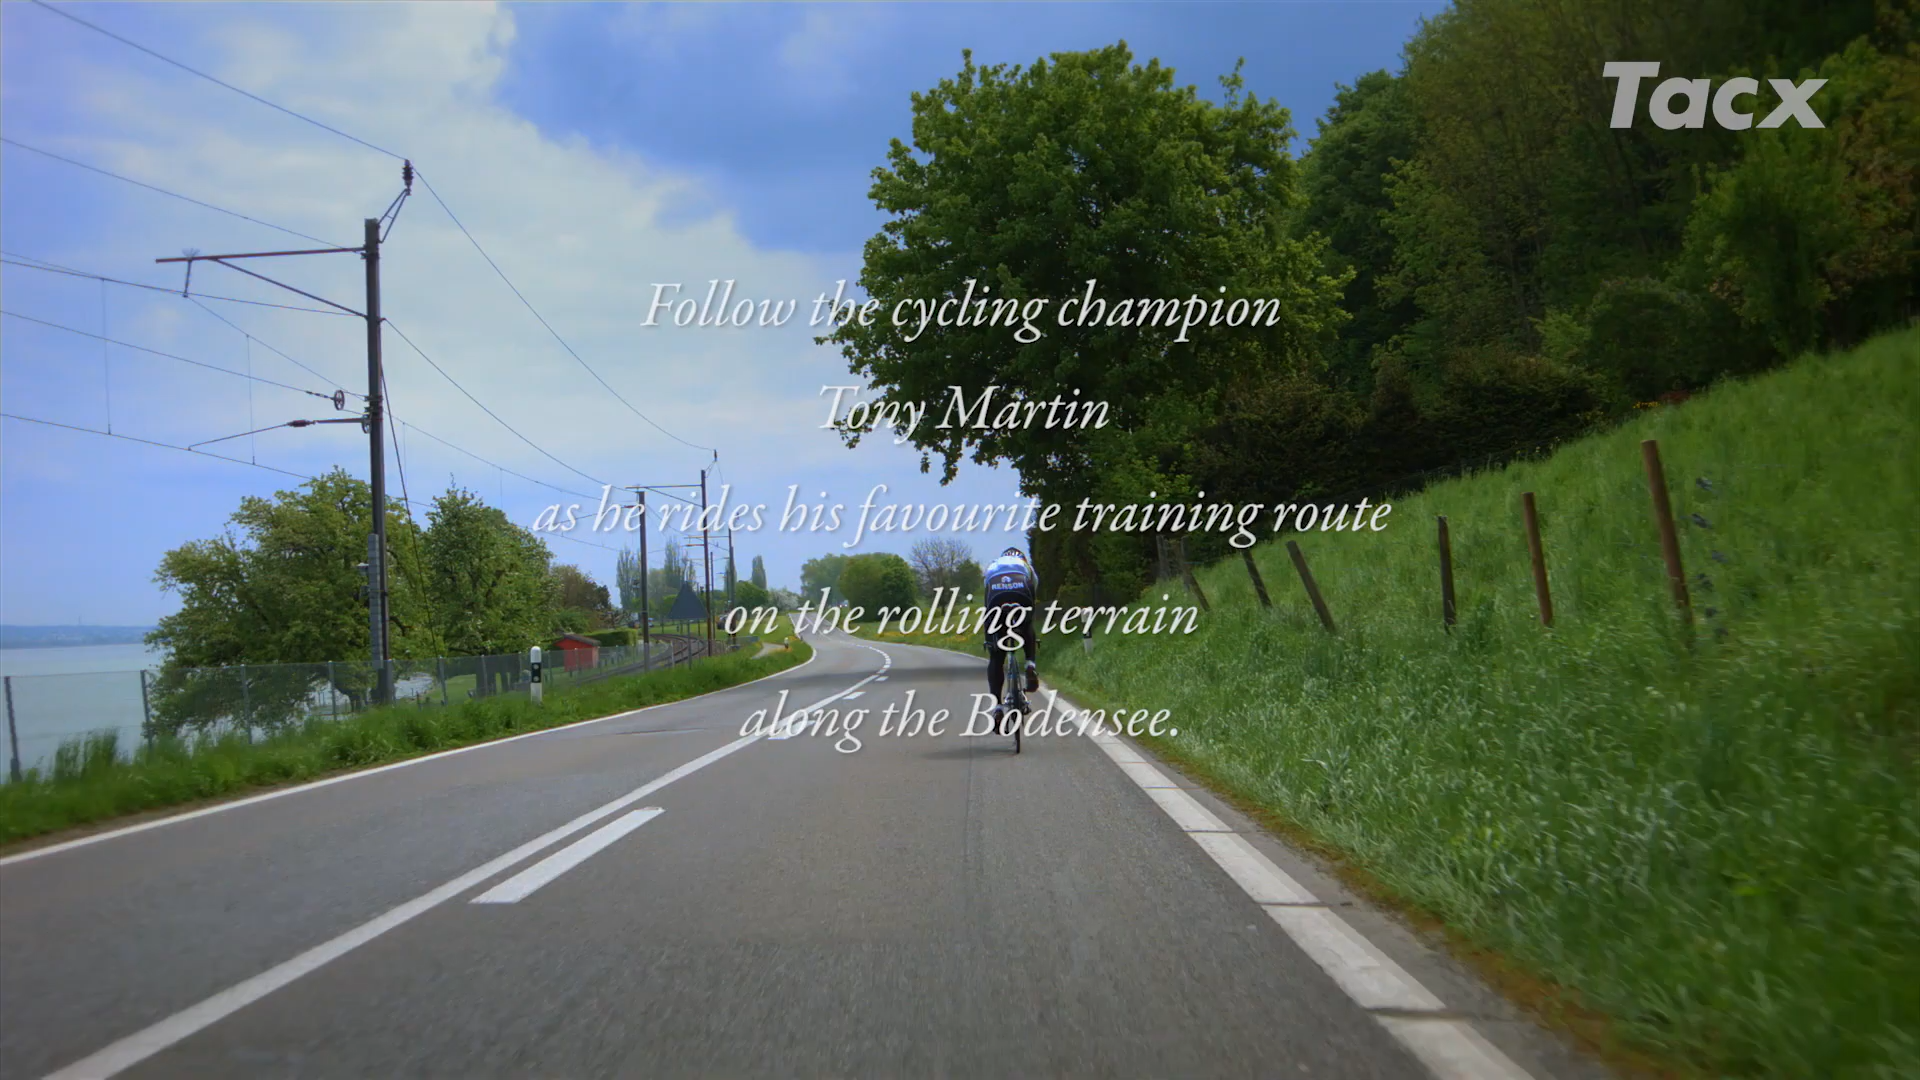 Tacx
Follow the cycling champion
Tony Martin
as he rides his favourite training route
on the rolling terrain
along the Bodensee.
RENSON